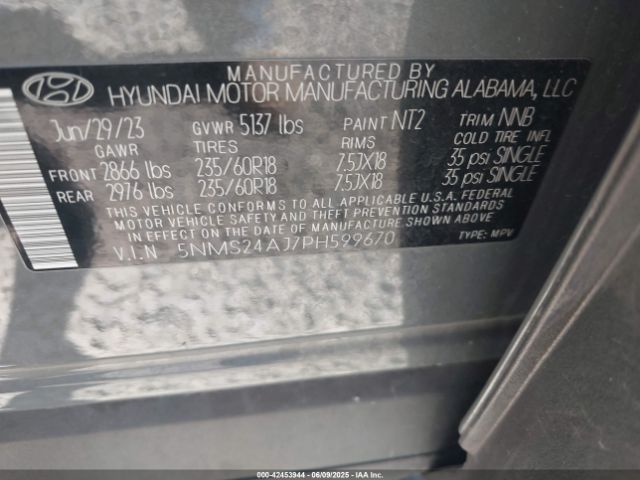 MANUFACTURED BY
HYUNDAI MOTOR MANUFACTURING ALABAMA, LLC
Jun/29/23 GVWR 5137 lbs PAINT NT2 TRIM NNB
GAWR TIRES RIMS COLD TIRE INFL
FRONT 2866 lbs 235/60R18 7.5JX18 35 psi SINGLE
REAR 2976 lbs 235/60R18 7.5JX18 35 psi SINGLE
THIS VEHICLE CONFORMS TO ALL APPLICABLE U.S.A. FEDERAL
MOTOR VEHICLE SAFETY AND THEFT PREVENTION STANDARDS
IN EFFECT ON THE DATE OF MANUFACTURE SHOWN ABOVE.
V.I.N 5NMS24AJ7PH599670 TYPE: MPV
000-42453944 06/09/2025 IAA Inc.